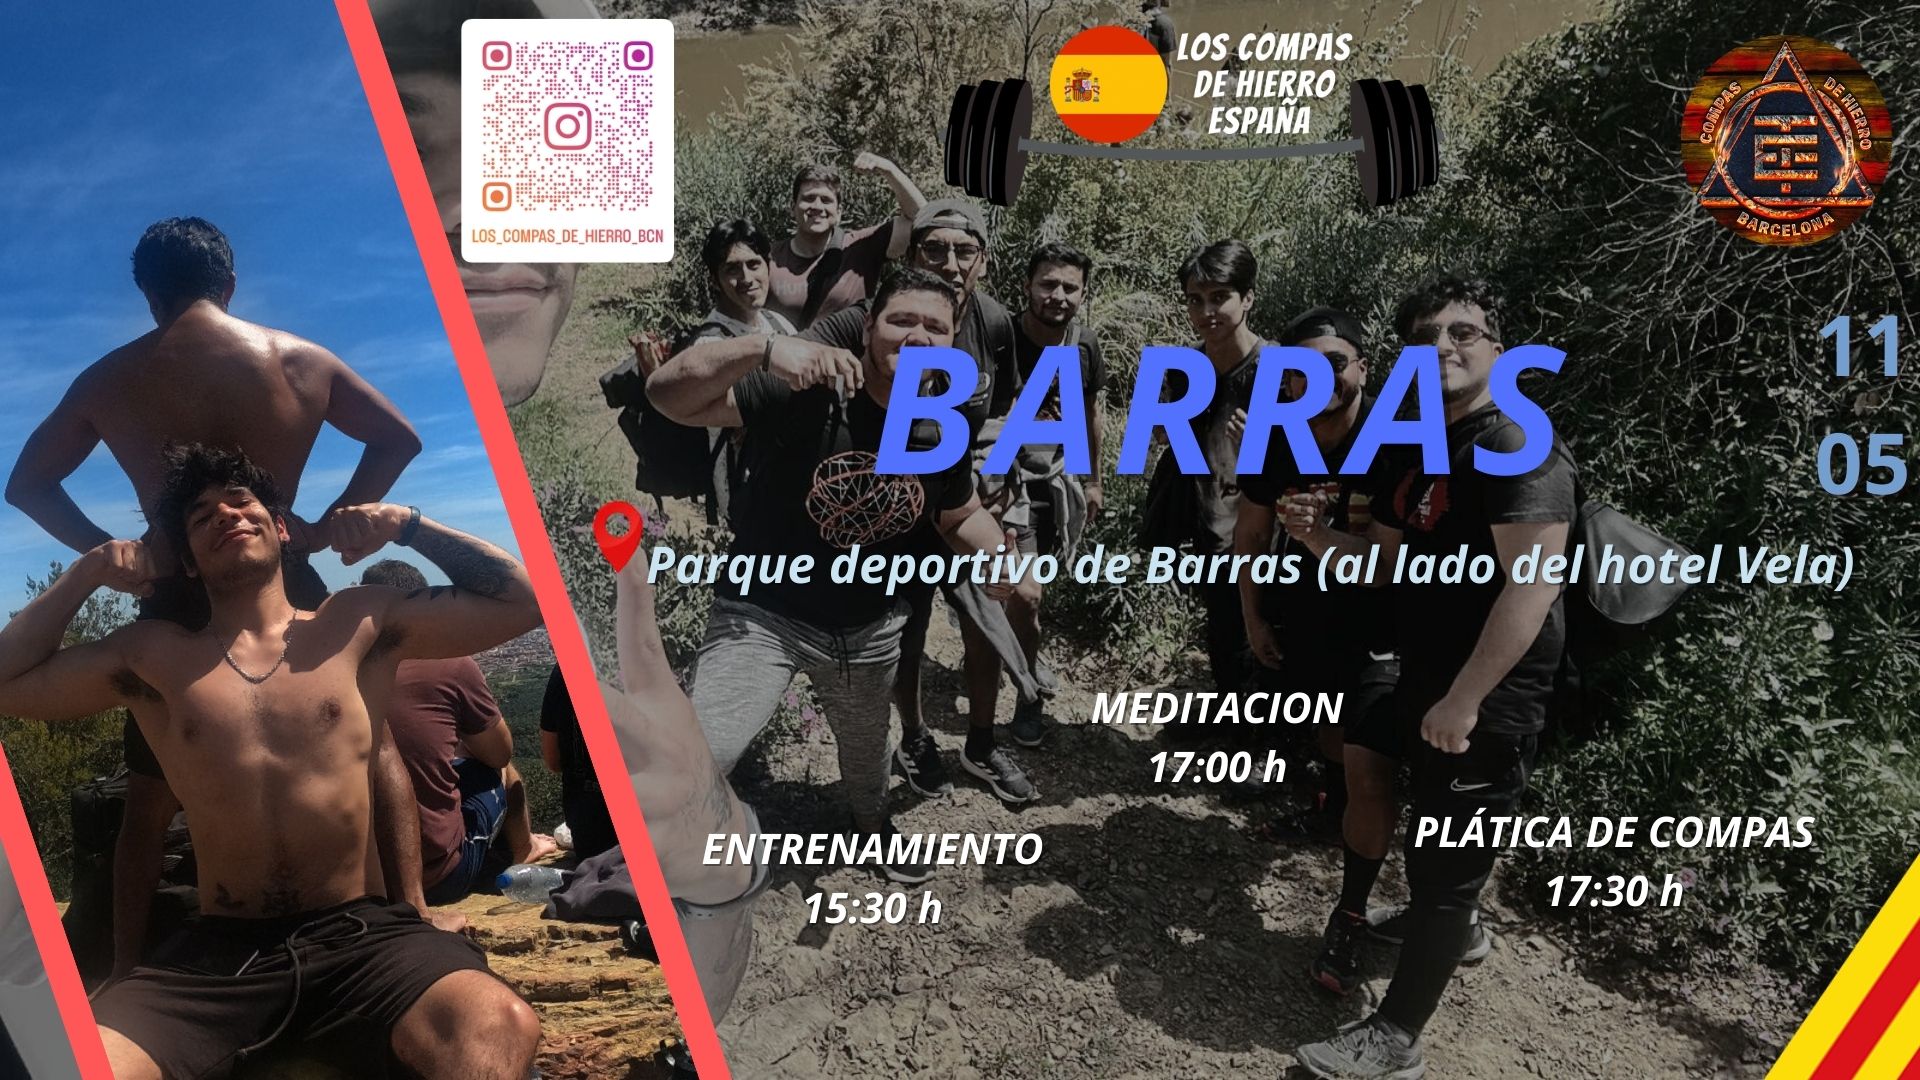 LOS_COMPAS_DE_HIERRO_BCN
LOS COMPAS
DE HIERRO
ESPAÑA
COMPAS
DE HIERRO
BARCELONA
11
05
BARRAS
Parque deportivo de Barras (al lado del hotel Vela)
MEDITACION
17:00 h
ENTRENAMIENTO
15:30 h
PLÁTICA DE COMPAS
17:30 h